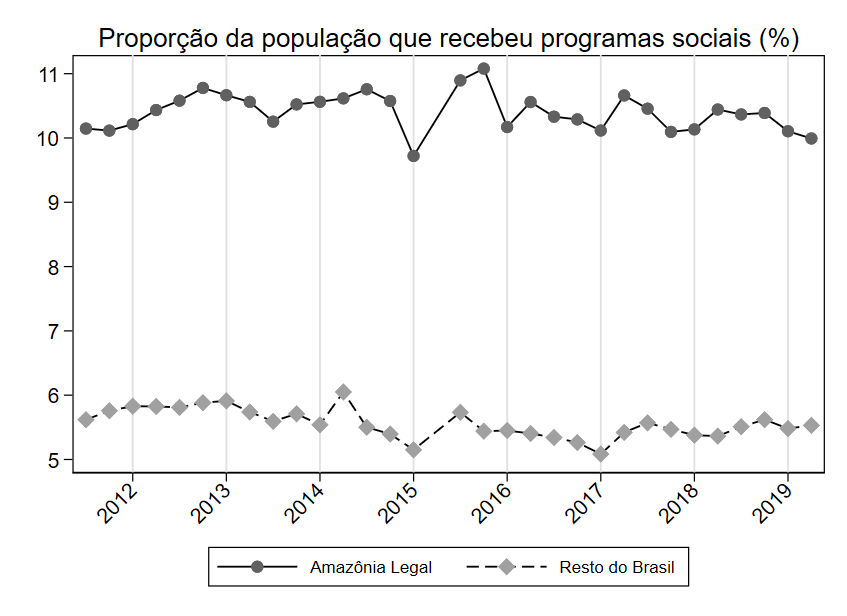 Proporção da população que recebeu programas sociais (%)
11
10
9
8
7
6
5
2012 2013 2014 2015 2016 2017 2018 2019
Amazônia Legal Resto do Brasil